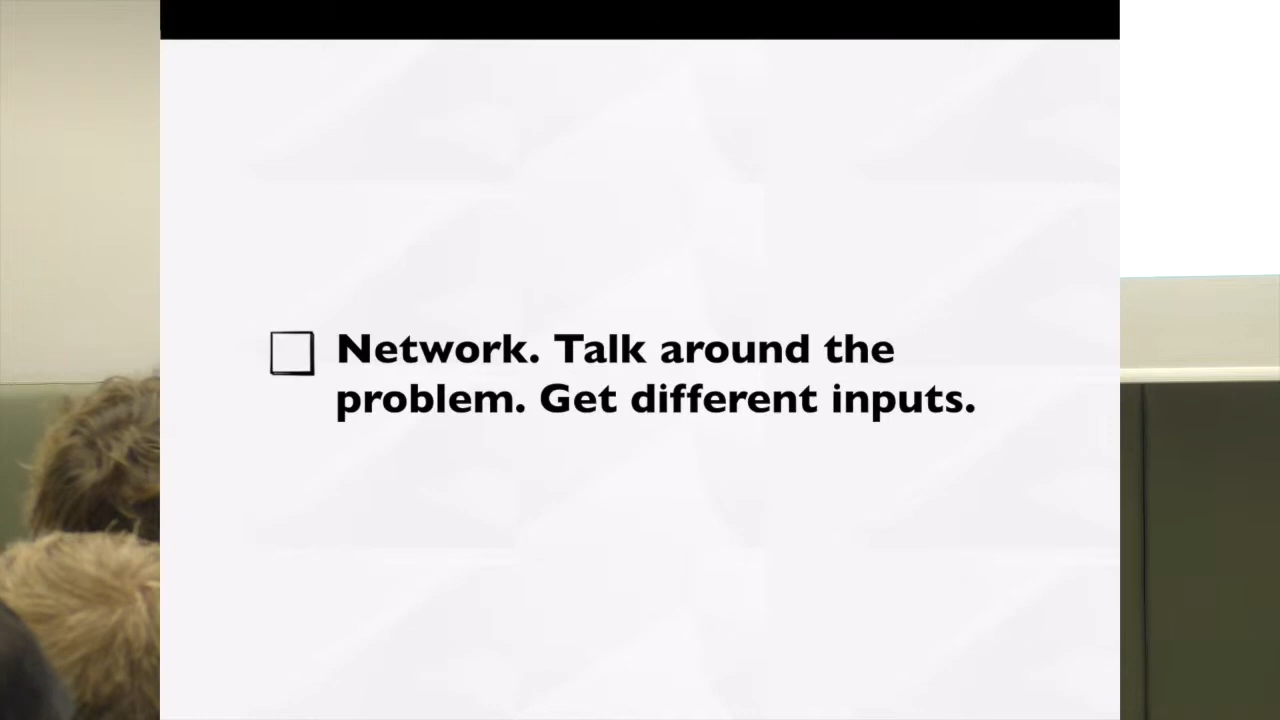 Network. Talk around the
problem. Get different inputs.